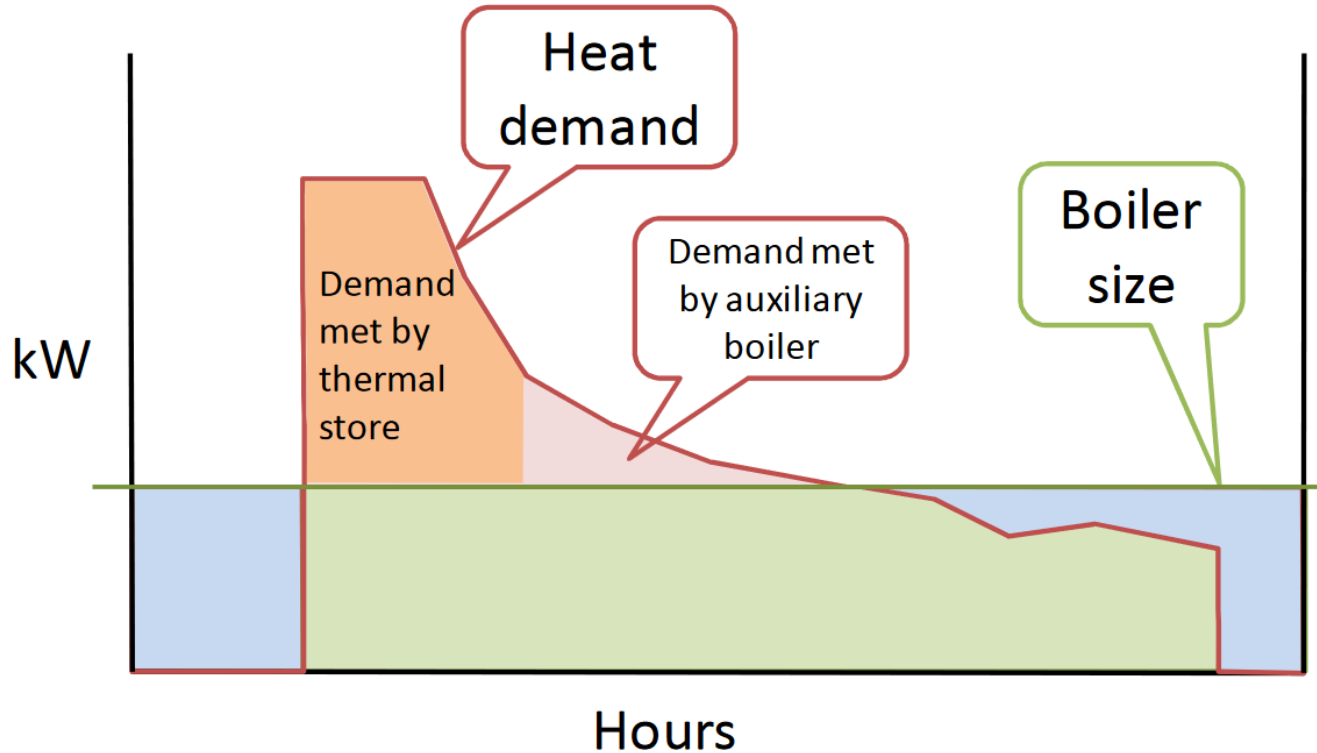 Heat
demand
Boiler
size
Demand met
by auxiliary
boiler
Demand
met by
thermal
store
kW
Hours